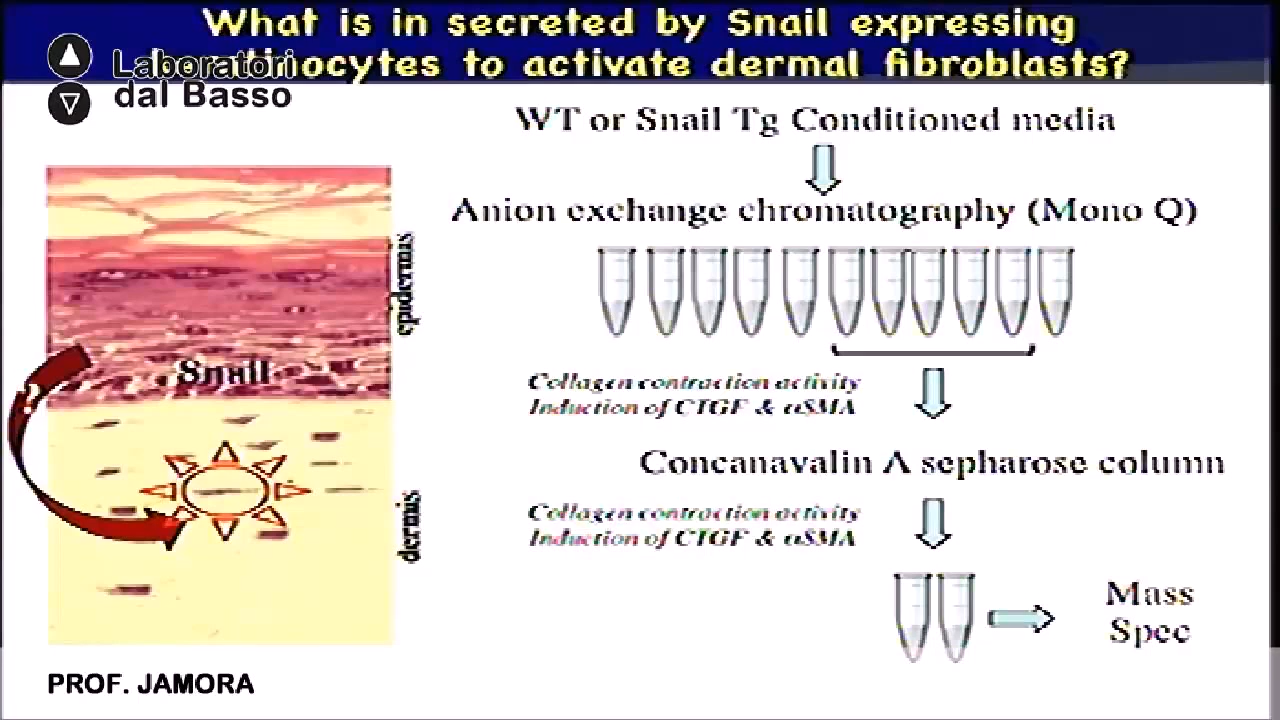 What is in secreted by Snail expressing
to activate dermal fibroblasts?
Laboratori
dal Basso
WT or Snail Tg Conditioned media
Anion exchange chromatography (Mono Q)
epidermis
Snail
Collagen contraction activity
Induction of CTGF & αSMA
Concanavalin A sepharose column
Collagen contraction activity
Induction of CTGF & αSMA
dermis
Mass
Spec
PROF. JAMORA